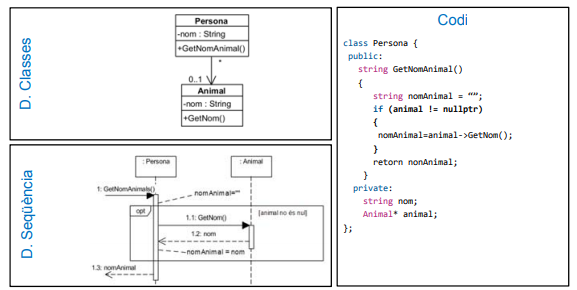 D. Classes
Persona
-nom : String
+GetNomAnimal()
*
0..1
Animal
-nom : String
+GetNom()
D. Seqüència
: Persona
: Animal
1: GetNomAnimals()
nomAnimal=""
opt
[animal no és nul]
1.1: GetNom()
1.2: nom
nomAnimal = nom
1.3: nomAnimal
Codi
class Persona {
public:
string GetNomAnimal()
{
string nomAnimal = “”;
if (animal != nullptr)
{
nomAnimal=animal->GetNom();
}
retorn nonAnimal;
}
private:
string nom;
Animal* animal;
};